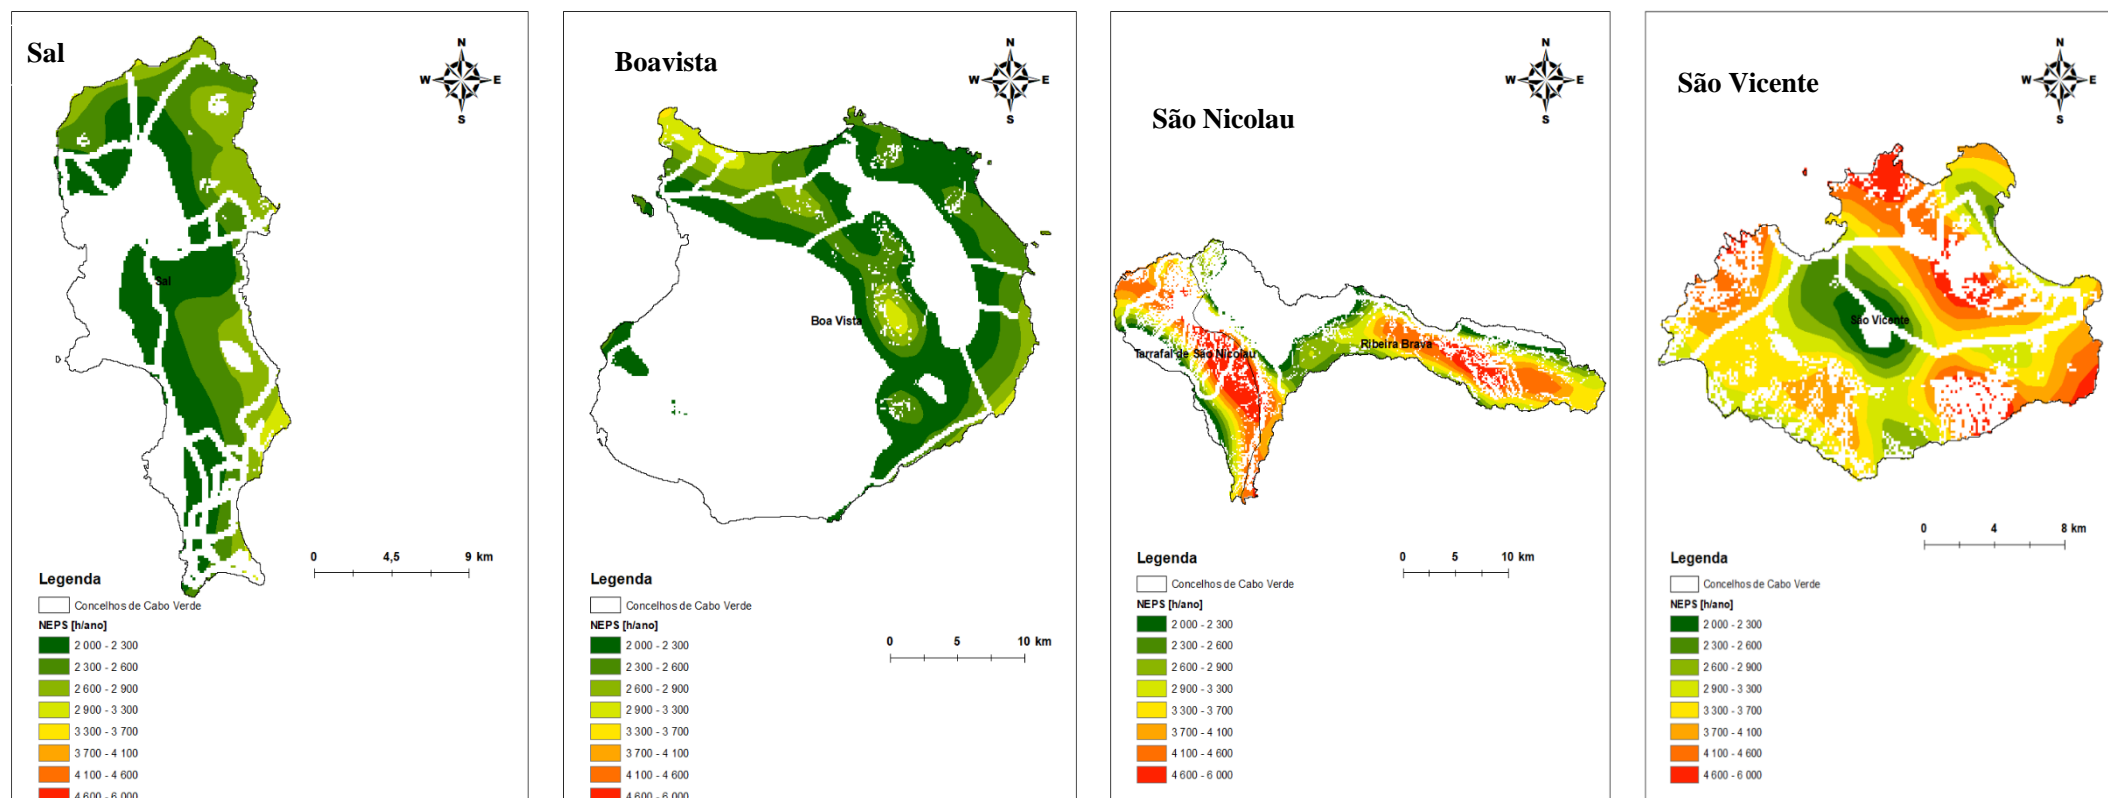 Sal
N
W E
S
Sal
0 4,5 9 km
Legenda
Concelhos de Cabo Verde
NEPS [h/ano]
2 000 - 2 300
2 300 - 2 600
2 600 - 2 900
2 900 - 3 300
3 300 - 3 700
3 700 - 4 100
4 100 - 4 600
4 600 - 6 000
Boavista
N
W E
S
Boa Vista
0 5 10 km
Legenda
Concelhos de Cabo Verde
NEPS [h/ano]
2 000 - 2 300
2 300 - 2 600
2 600 - 2 900
2 900 - 3 300
3 300 - 3 700
3 700 - 4 100
4 100 - 4 600
4 600 - 6 000
São Nicolau
N
W E
S
Ribeira Brava
Tarrafal de São Nicolau
0 5 10 km
Legenda
Concelhos de Cabo Verde
NEPS [h/ano]
2 000 - 2 300
2 300 - 2 600
2 600 - 2 900
2 900 - 3 300
3 300 - 3 700
3 700 - 4 100
4 100 - 4 600
4 600 - 6 000
São Vicente
N
W E
S
São Vicente
0 4 8 km
Legenda
Concelhos de Cabo Verde
NEPS [h/ano]
2 000 - 2 300
2 300 - 2 600
2 600 - 2 900
2 900 - 3 300
3 300 - 3 700
3 700 - 4 100
4 100 - 4 600
4 600 - 6 000